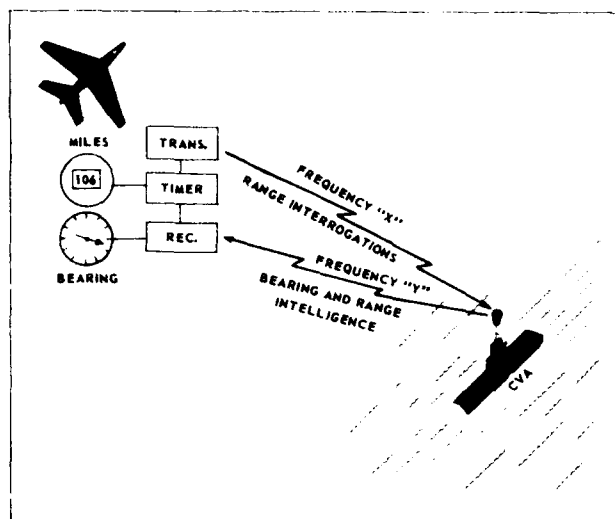 MILES
106
BEARING
TRANS.
TIMER
REC.
FREQUENCY "X"
RANGE INTERROGATIONS
FREQUENCY "Y"
BEARING AND RANGE
INTELLIGENCE
CVA